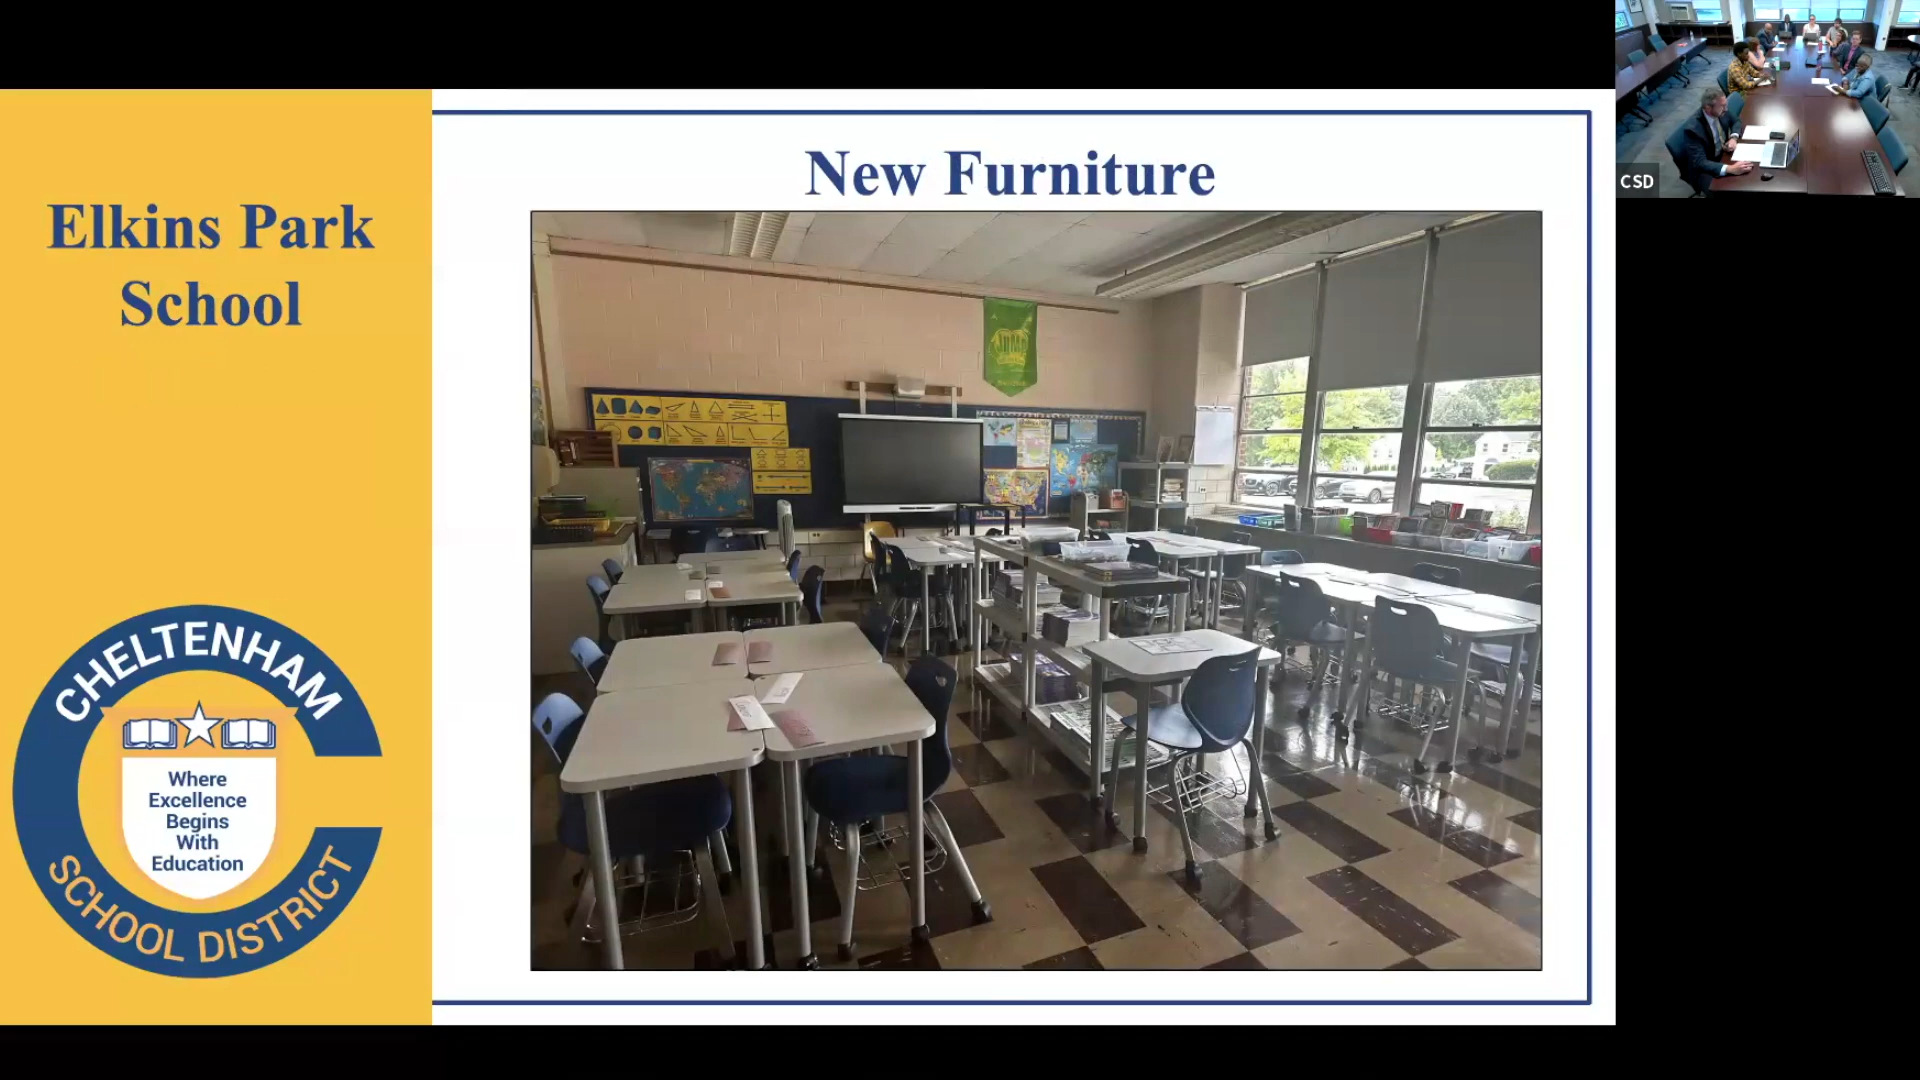 New Furniture
Elkins Park
School
CHELTENHAM
Where
Excellence
Begins
With
Education
SCHOOL DISTRICT
CSD